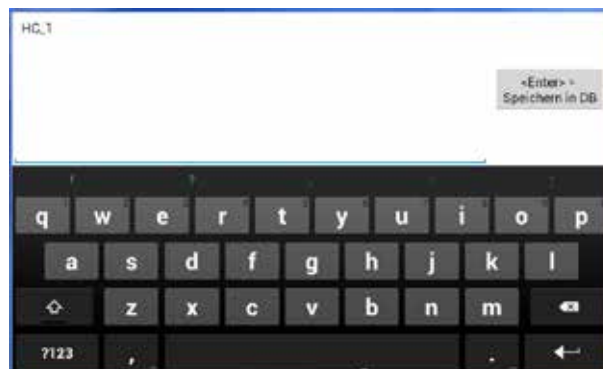 HC_1
<Enter> =
Speichern in DB
q w e r t y u i o p
a s d f g h j k l
z x c v b n m
?123 , .